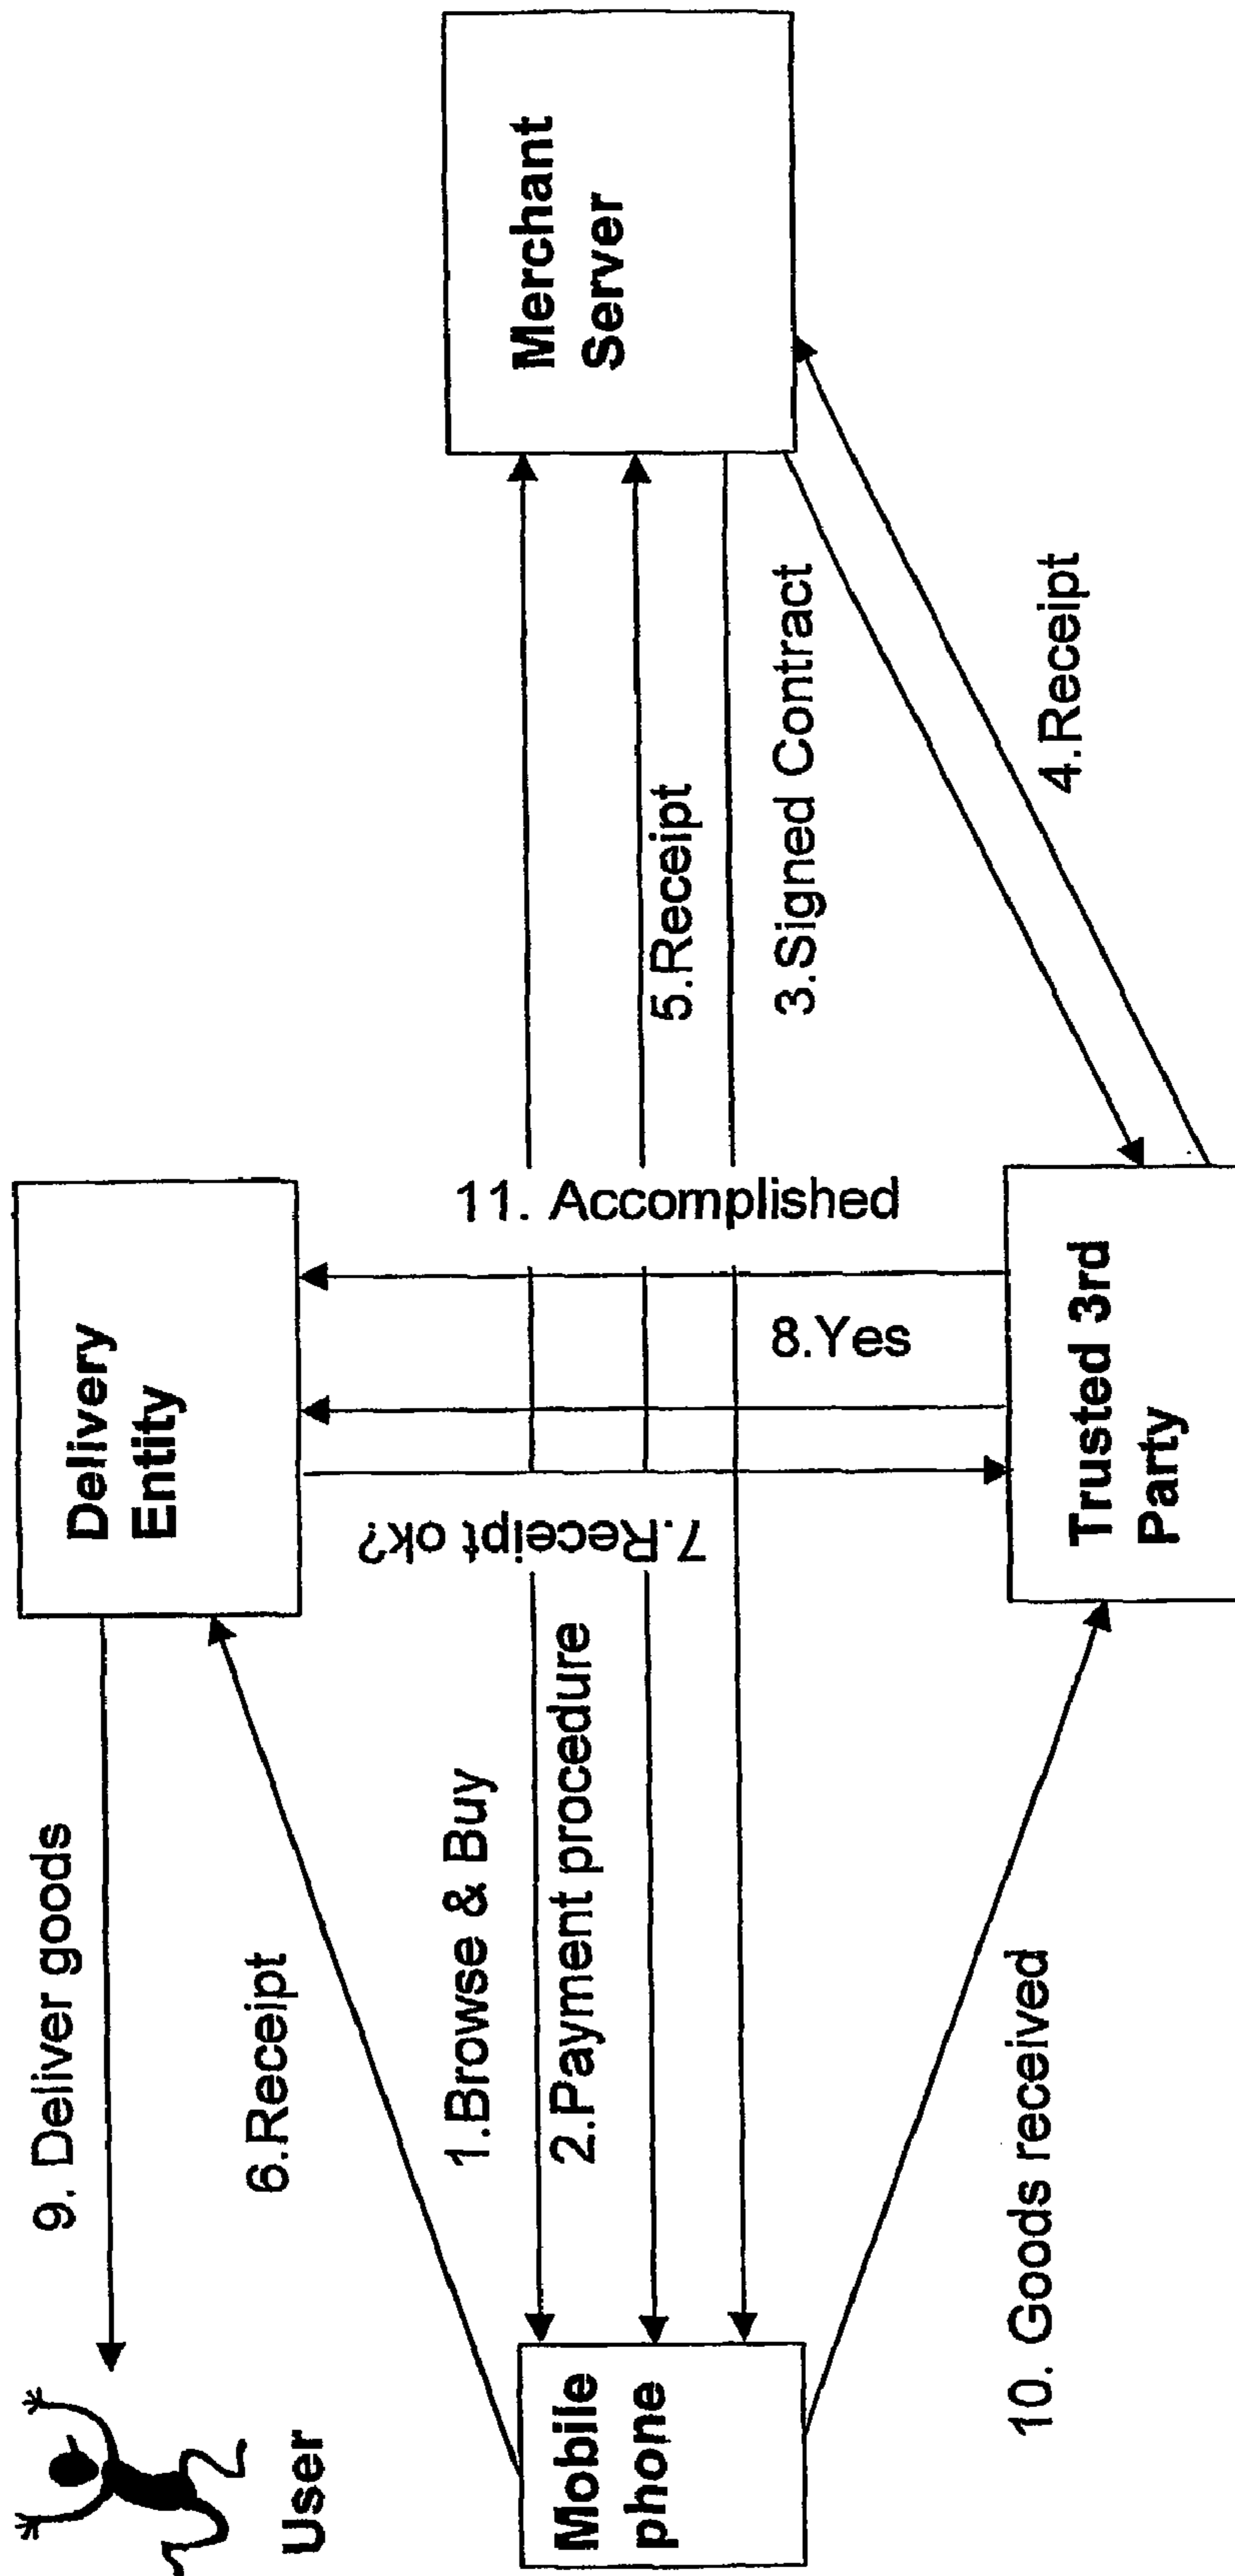 User
9. Deliver goods
Delivery
Entity
6.Receipt
7.Receipt ok?
11. Accomplished
1.Browse & Buy
2.Payment procedure
5.Receipt
8.Yes
3.Signed Contract
Mobile
phone
Merchant
Server
10. Goods received
Trusted 3rd
Party
4.Receipt